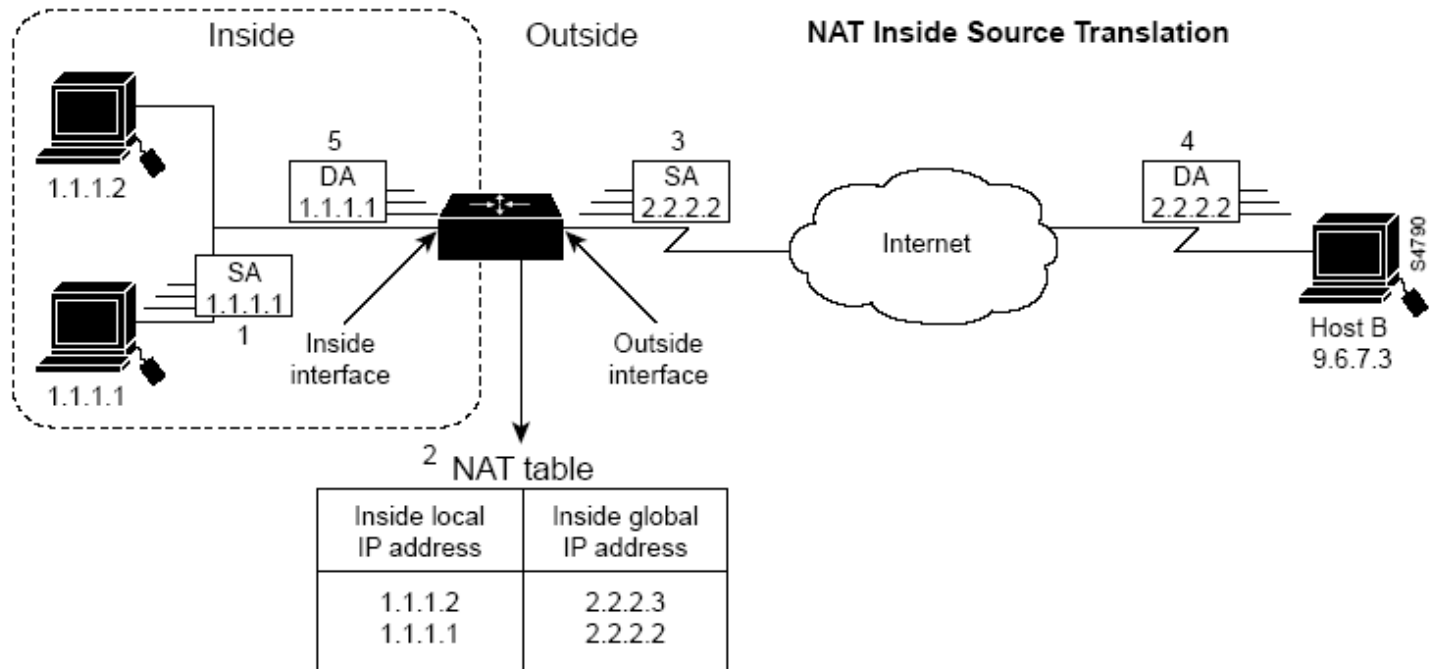 Inside
Outside
NAT Inside Source Translation
5
3
4
DA
1.1.1.1
SA
2.2.2.2
DA
2.2.2.2
1.1.1.2
Internet
S4790
SA
1.1.1.1
1
Inside
interface
Outside
interface
Host B
9.6.7.3
1.1.1.1
2
NAT table
Inside local
IP address
Inside global
IP address
1.1.1.2
2.2.2.3
1.1.1.1
2.2.2.2